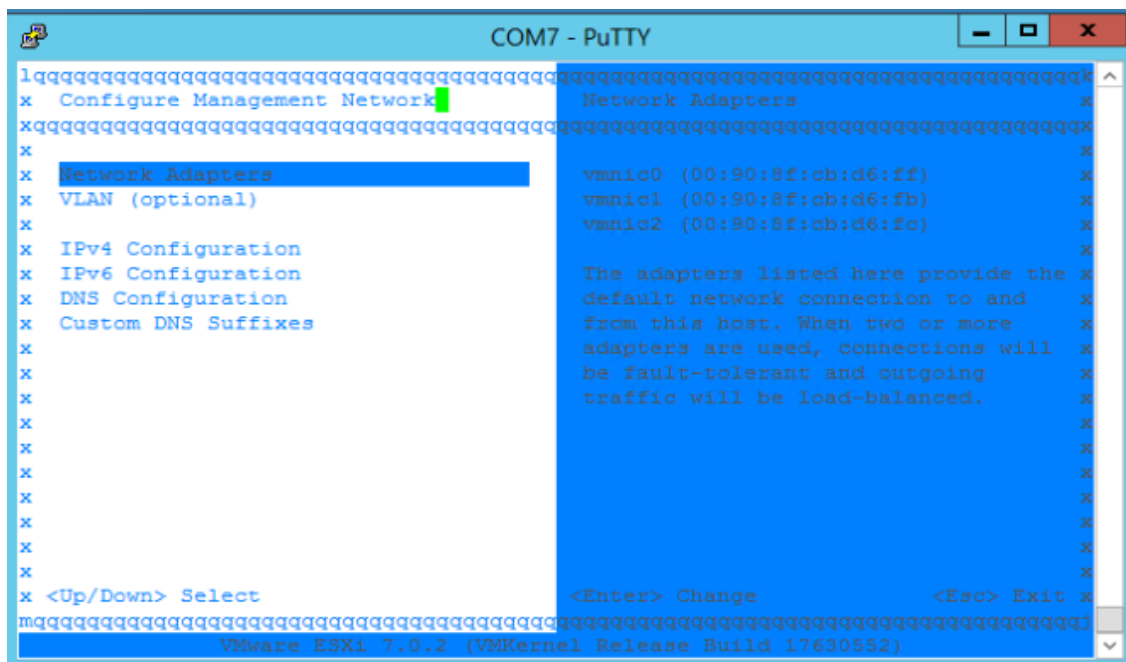 COM7 - PuTTY
lqqqqqqqqqqqqqqqqqqqqqqqqqqqqqqqqqqqqqqqqqqqqqqqqqqqqqqqqqqqqqqqqqqqqqqqqqqqqqqk
x  Configure Management Network           Network Adapters                     x
xqqqqqqqqqqqqqqqqqqqqqqqqqqqqqqqqqqqqqqqqqqqqqqqqqqqqqqqqqqqqqqqqqqqqqqqqqqqqqqx
x                                                                              x
x  Network Adapters                       vmnic0 (00:90:8f:cb:d6:ff)           x
x  VLAN (optional)                        vmnic1 (00:90:8f:cb:d6:fb)           x
x                                         vmnic2 (00:90:8f:cb:d6:fc)           x
x  IPv4 Configuration                                                          x
x  IPv6 Configuration                     The adapters listed here provide the x
x  DNS Configuration                      default network connection to and    x
x  Custom DNS Suffixes                    from this host. When two or more     x
x                                         adapters are used, connections will  x
x                                         be fault-tolerant and outgoing       x
x                                         traffic will be load-balanced.       x
x                                                                              x
x                                                                              x
x                                                                              x
x                                                                              x
x                                                                              x
x                                                                              x
x                                                                              x
x <Up/Down> Select                       <Enter> Change            <Esc> Exit x
mqqqqqqqqqqqqqqqqqqqqqqqqqqqqqqqqqqqqqqqqqqqqqqqqqqqqqqqqqqqqqqqqqqqqqqqqqqqqqqj
VMware ESXi 7.0.2 (VMKernel Release Build 17630552)